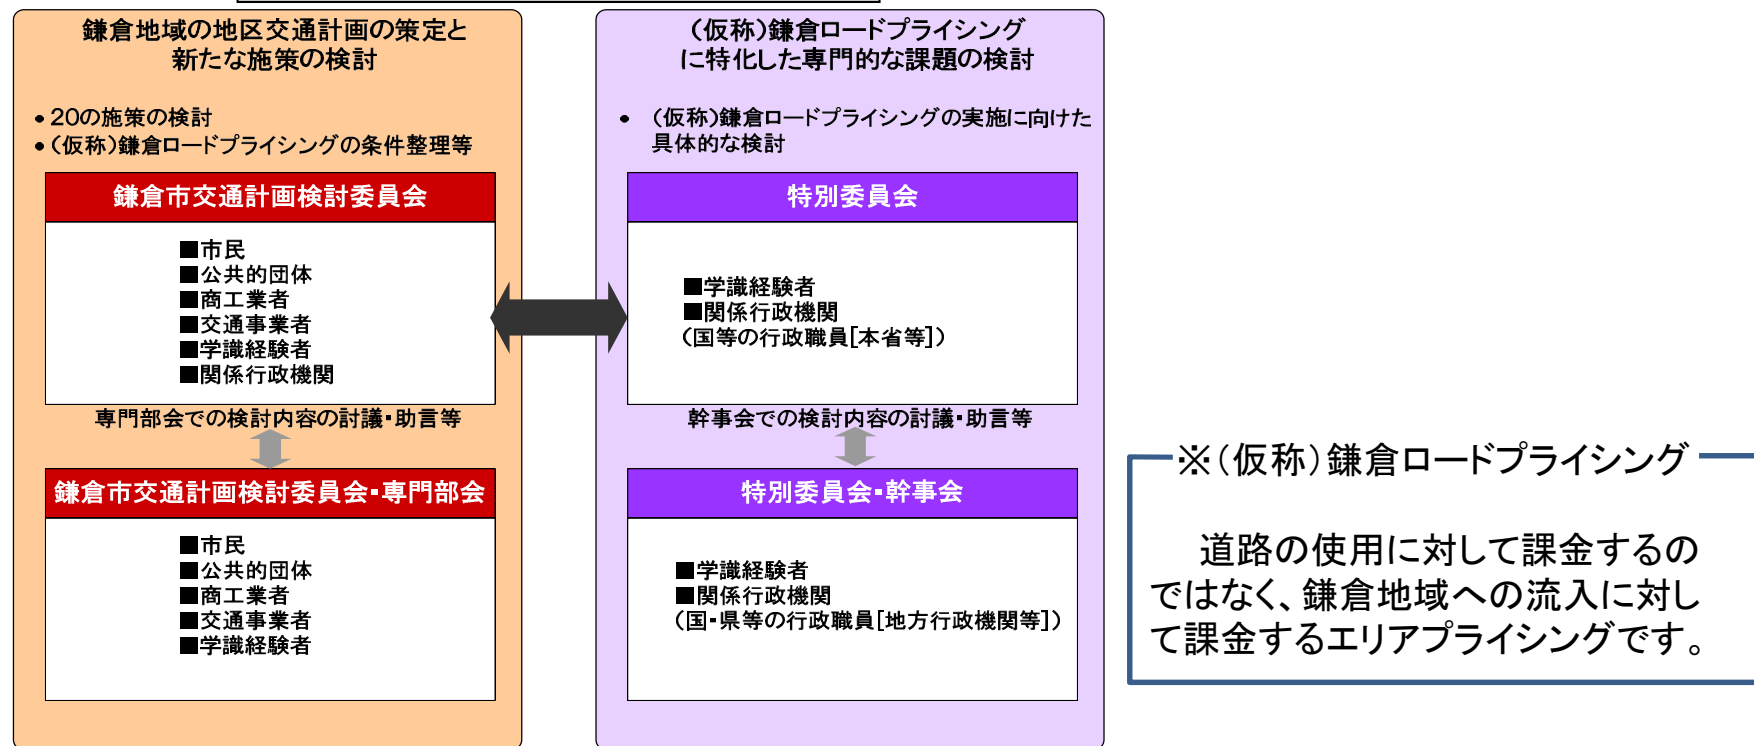 鎌倉地域の地区交通計画の策定と
新たな施策の検討
•20の施策の検討
•(仮称)鎌倉ロードプライシングの条件整理等
鎌倉市交通計画検討委員会
■市民
■公共的団体
■商工業者
■交通事業者
■学識経験者
■関係行政機関
専門部会での検討内容の討議・助言等
鎌倉市交通計画検討委員会・専門部会
■市民
■公共的団体
■商工業者
■交通事業者
■学識経験者
(仮称)鎌倉ロードプライシング
に特化した専門的な課題の検討
• (仮称)鎌倉ロードプライシングの実施に向けた
具体的な検討
特別委員会
■学識経験者
■関係行政機関
(国等の行政職員[本省等])
幹事会での検討内容の討議・助言等
特別委員会・幹事会
■学識経験者
■関係行政機関
(国・県等の行政職員[地方行政機関等])
※(仮称)鎌倉ロードプライシング
道路の使用に対して課金するの
ではなく、鎌倉地域への流入に対し
て課金するエリアプライシングです。